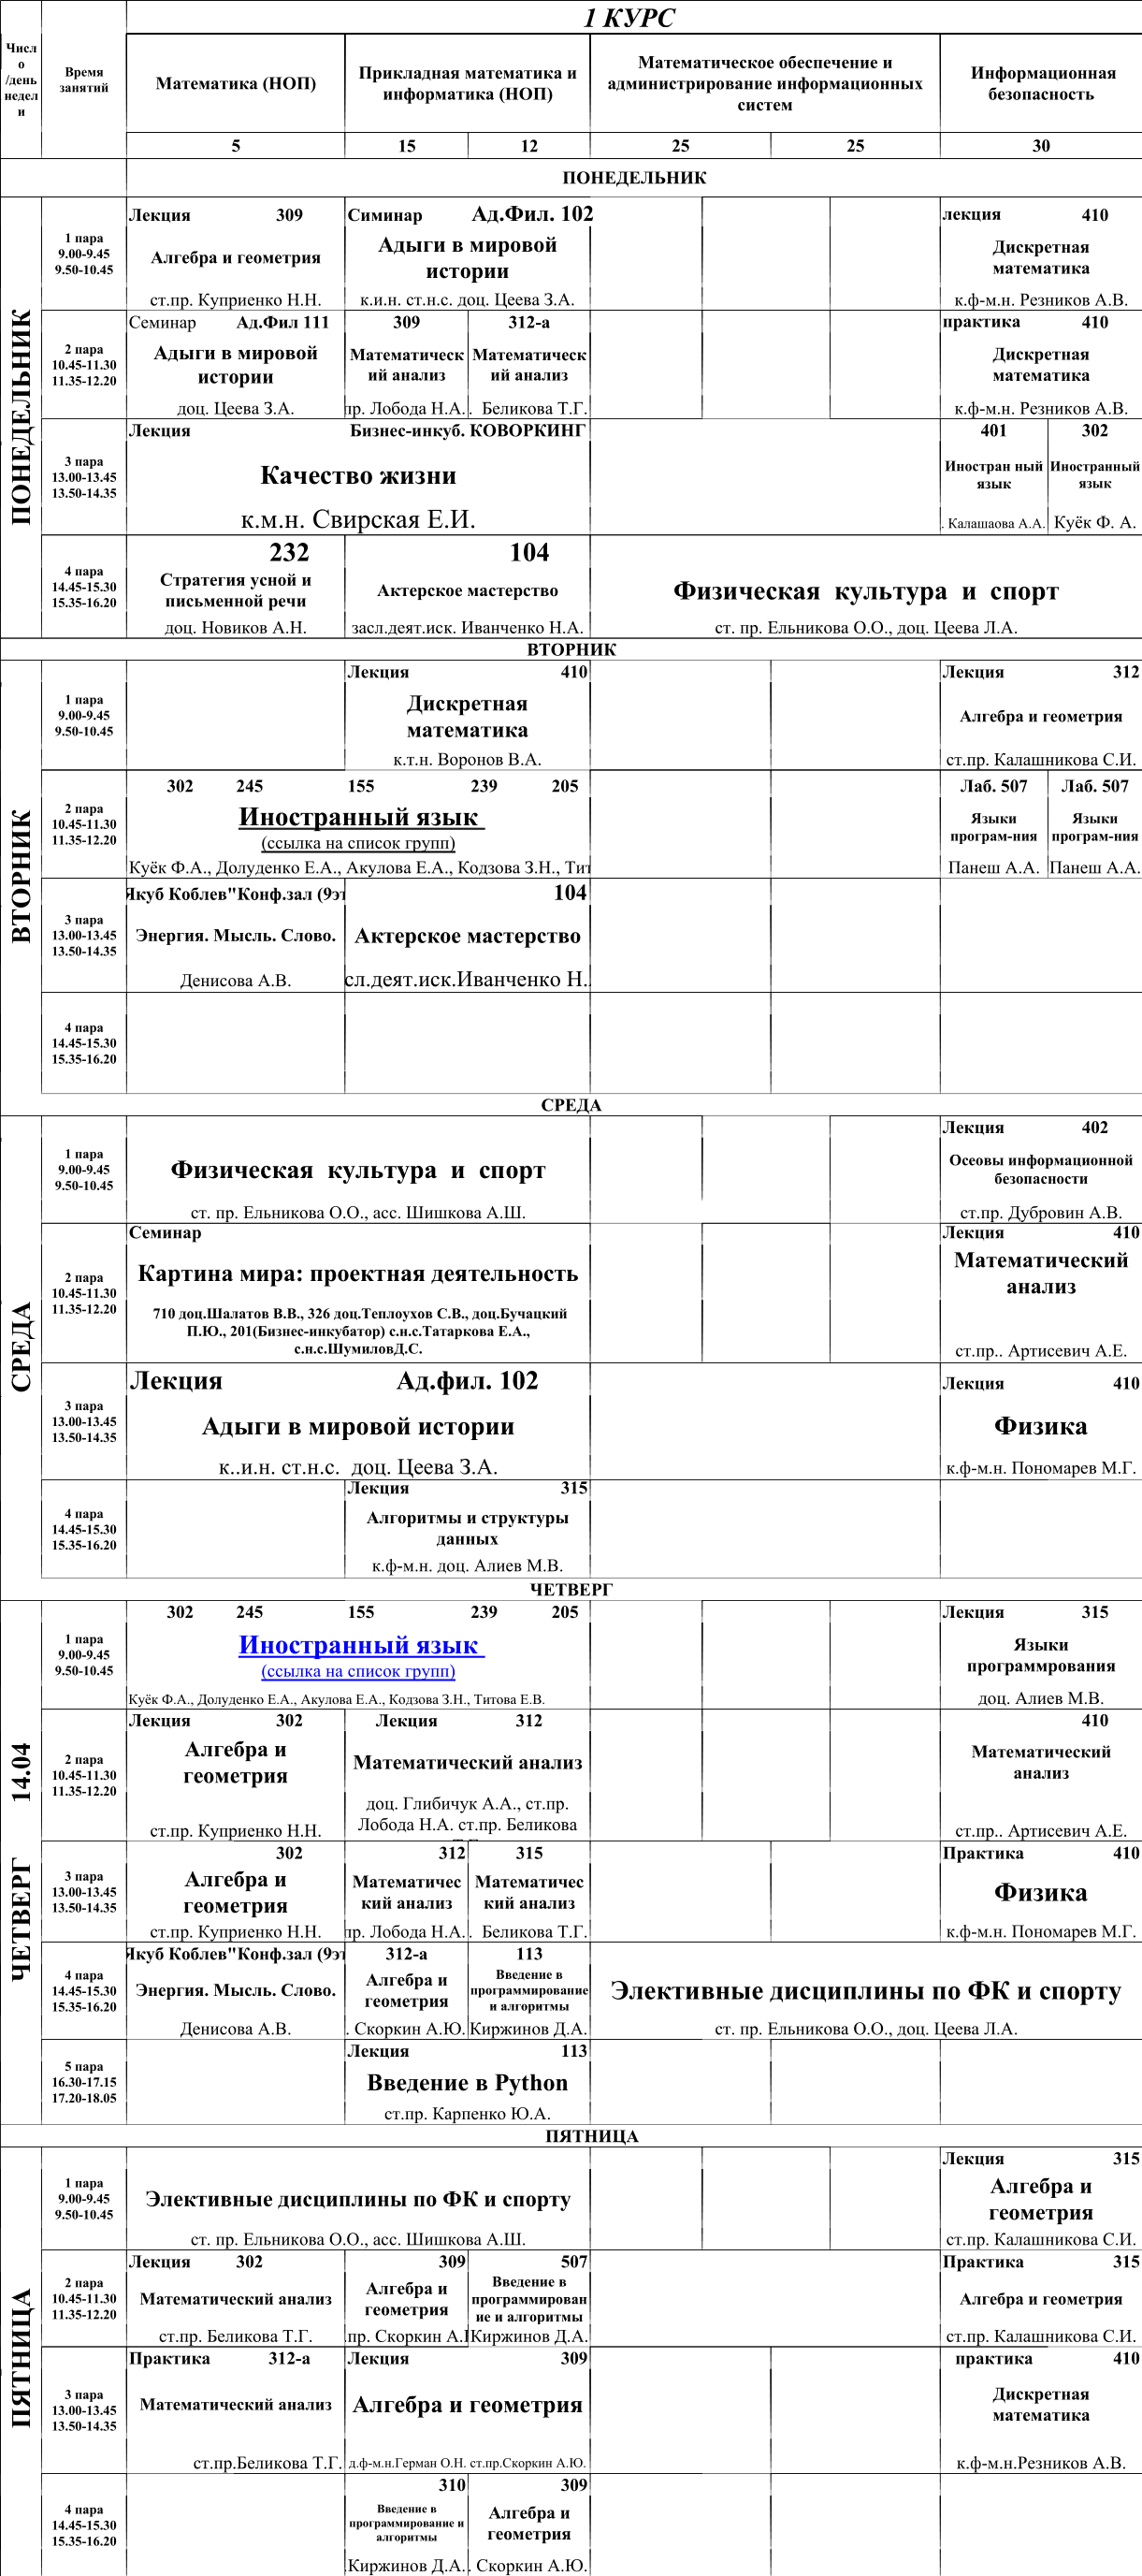 1 КУРС
Числ
о
/день
недел
и
Время
занятий
Математика (НОП)
Прикладная математика и
информатика (НОП)
Математическое обеспечение и
администрирование информационных
систем
Информационная
безопасность
5
15
12
25
25
30
ПОНЕДЕЛЬНИК
ПОНЕДЕЛЬНИК
1 пара
9.00-9.45
9.50-10.45
Лекция 309
Алгебра и геометрия
ст.пр. Куприенко Н.Н.
Симинар Ад.Фил. 102
Адыги в мировой
истории
к.и.н. ст.н.с. доц. Цеева З.А.
лекция 410
Дискретная
математика
к.ф-м.н. Резников А.В.
2 пара
10.45-11.30
11.35-12.20
Семинар Ад.Фил 111
Адыги в мировой
истории
доц. Цеева З.А.
309
Математическ
ий анализ
пр. Лобода Н.А.
312-а
Математическ
ий анализ
. Беликова Т.Г.
практика 410
Дискретная
математика
к.ф-м.н. Резников А.В.
3 пара
13.00-13.45
13.50-14.35
Лекция Бизнес-инкуб. КОВОРКИНГ
Качество жизни
к.м.н. Свирская Е.И.
401
Иностран ный
язык
. Калашаова А.А.
302
Иностранный
язык
Куёк Ф. А.
4 пара
14.45-15.30
15.35-16.20
232
Стратегия усной и
письменной речи
доц. Новиков А.Н.
104
Актерское мастерство
засл.деят.иск. Иванченко Н.А.
Физическая культура и спорт
ст. пр. Ельникова О.О., доц. Цеева Л.А.
ВТОРНИК
ВТОРНИК
1 пара
9.00-9.45
9.50-10.45
Лекция 410
Дискретная
математика
к.т.н. Воронов В.А.
Лекция 312
Алгебра и геометрия
ст.пр. Калашникова С.И.
2 пара
10.45-11.30
11.35-12.20
302 245 155 239 205
Иностранный язык
(ссылка на список групп)
Куёк Ф.А., Долуденко Е.А., Акулова Е.А., Кодзова З.Н., Тит
Лаб. 507
Языки
програм-ния
Панеш А.А.
Лаб. 507
Языки
програм-ния
Панеш А.А.
3 пара
13.00-13.45
13.50-14.35
Якуб Коблев"Конф.зал (9эт
Энергия. Мысль. Слово.
Денисова А.В.
104
Актерское мастерство
сл.деят.иск.Иванченко Н.
4 пара
14.45-15.30
15.35-16.20
СРЕДА
СРЕДА
1 пара
9.00-9.45
9.50-10.45
Физическая культура и спорт
ст. пр. Ельникова О.О., асс. Шишкова А.Ш.
Лекция 402
Осеовы информационной
безопасности
ст.пр. Дубровин А.В.
2 пара
10.45-11.30
11.35-12.20
Семинар
Картина мира: проектная деятельность
710 доц.Шалатов В.В., 326 доц.Теплоухов С.В., доц.Бучацкий
П.Ю., 201(Бизнес-инкубатор) с.н.с.Татаркова Е.А.,
с.н.с.ШумиловД.С.
Лекция 410
Математический
анализ
ст.пр.. Артисевич А.Е.
3 пара
13.00-13.45
13.50-14.35
Лекция Ад.фил. 102
Адыги в мировой истории
к..и.н. ст.н.с. доц. Цеева З.А.
Лекция 410
Физика
к.ф-м.н. Пономарев М.Г.
4 пара
14.45-15.30
15.35-16.20
Лекция 315
Алгоритмы и структуры
данных
к.ф-м.н. доц. Алиев М.В.
ЧЕТВЕРГ
ЧЕТВЕРГ 14.04
1 пара
9.00-9.45
9.50-10.45
302 245 155 239 205
Иностранный язык
(ссылка на список групп)
Куёк Ф.А., Долуденко Е.А., Акулова Е.А., Кодзова З.Н., Титова Е.В.
Лекция 315
Языки
программрования
доц. Алиев М.В.
2 пара
10.45-11.30
11.35-12.20
Лекция 302
Алгебра и
геометрия
ст.пр. Куприенко Н.Н.
Лекция 312
Математический анализ
доц. Глибичук А.А., ст.пр.
Лобода Н.А. ст.пр. Беликова
410
Математический
анализ
ст.пр.. Артисевич А.Е.
3 пара
13.00-13.45
13.50-14.35
302
Алгебра и
геометрия
ст.пр. Куприенко Н.Н.
312
Математичес
кий анализ
пр. Лобода Н.А.
315
Математичес
кий анализ
. Беликова Т.Г.
Практика 410
Физика
к.ф-м.н. Пономарев М.Г.
4 пара
14.45-15.30
15.35-16.20
Якуб Коблев"Конф.зал (9эт
Энергия. Мысль. Слово.
Денисова А.В.
312-а
Алгебра и
геометрия
. Скоркин А.Ю.
113
Введение в
программирование
и алгоритмы
Киржинов Д.А.
Элективные дисциплины по ФК и спорту
ст. пр. Ельникова О.О., доц. Цеева Л.А.
5 пара
16.30-17.15
17.20-18.05
Лекция 113
Введение в Python
ст.пр. Карпенко Ю.А.
ПЯТНИЦА
ПЯТНИЦА
1 пара
9.00-9.45
9.50-10.45
Элективные дисциплины по ФК и спорту
ст. пр. Ельникова О.О., асс. Шишкова А.Ш.
Лекция 315
Алгебра и
геометрия
ст.пр. Калашникова С.И.
2 пара
10.45-11.30
11.35-12.20
Лекция 302
Математический анализ
ст.пр. Беликова Т.Г.
309
Алгебра и
геометрия
.пр. Скоркин А.
507
Введение в
программирован
ие и алгоритмы
Киржинов Д.А.
Практика 315
Алгебра и геометрия
ст.пр. Калашникова С.И.
3 пара
13.00-13.45
13.50-14.35
Практика 312-а
Математический анализ
ст.пр.Беликова Т.Г.
Лекция 309
Алгебра и геометрия
д.ф-м.н.Герман О.Н. ст.пр.Скоркин А.Ю.
практика 410
Дискретная
математика
к.ф-м.н.Резников А.В.
4 пара
14.45-15.30
15.35-16.20
310
Введение в
программирование и
алгоритмы
Киржинов Д.А.
309
Алгебра и
геометрия
. Скоркин А.Ю.